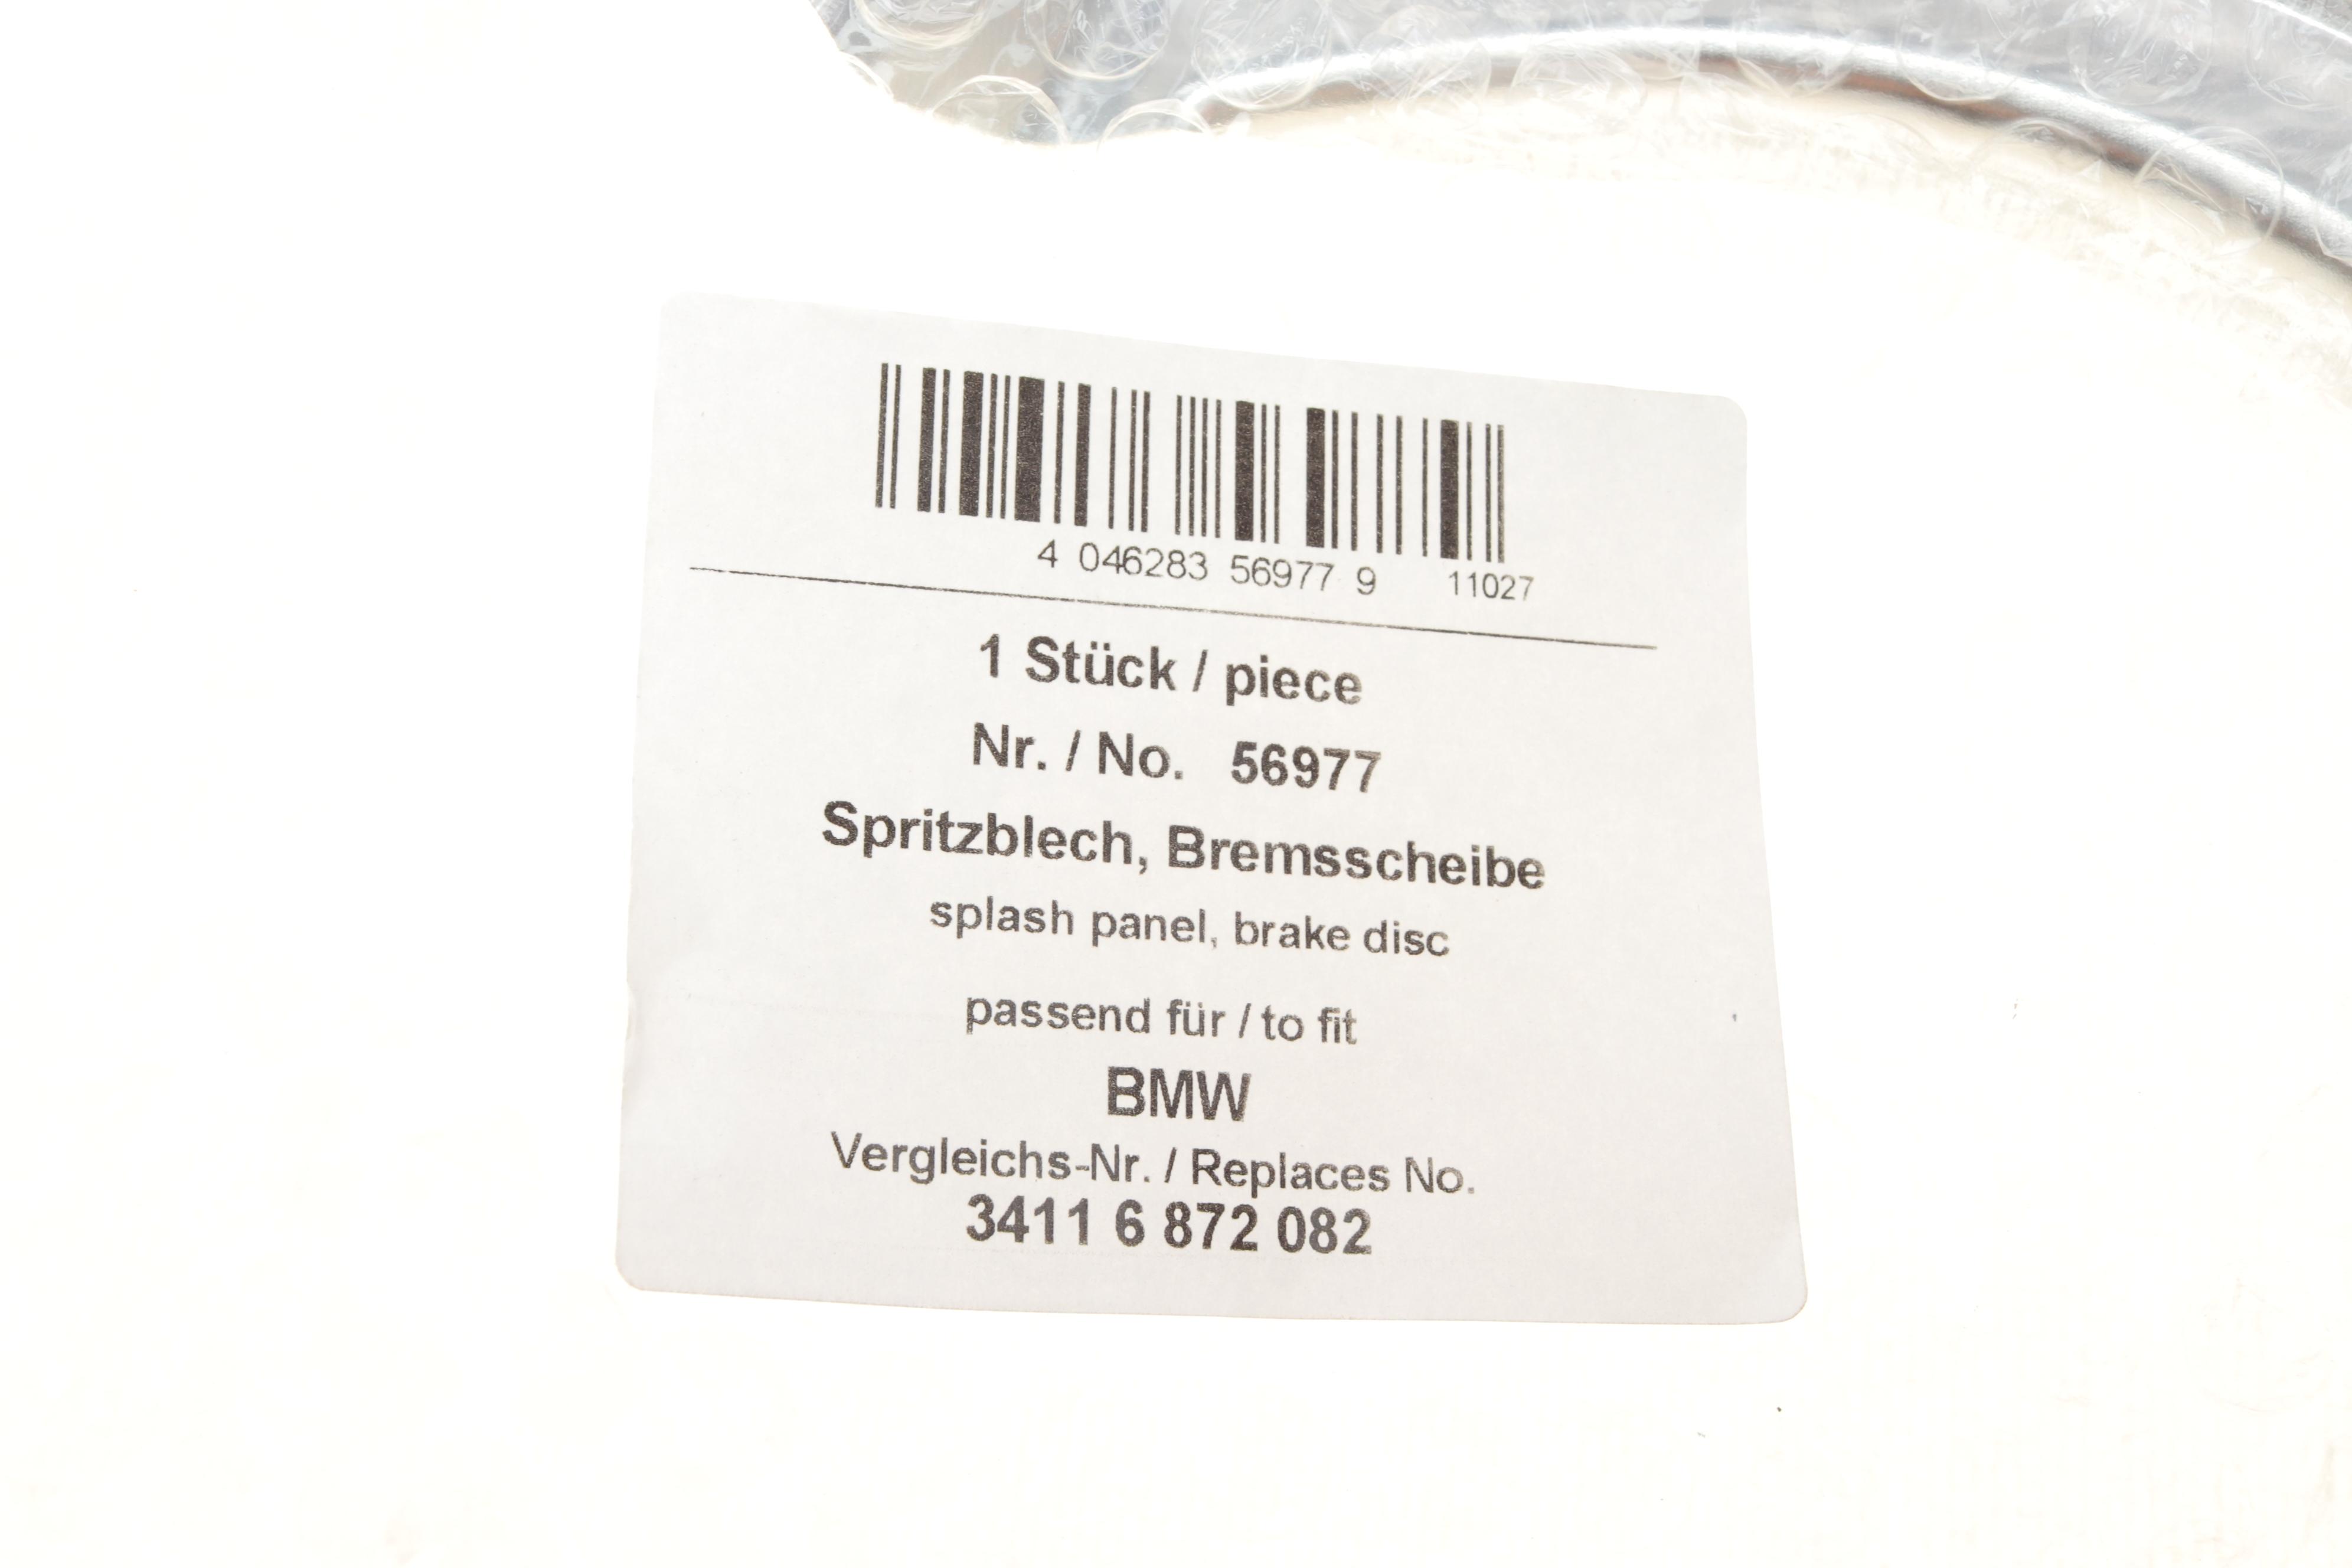 4 046283 56977 9 11027
1 Stück / piece
Nr. / No. 56977
Spritzblech, Bremsscheibe
splash panel, brake disc
passend für / to fit
BMW
Vergleichs-Nr. / Replaces No.
3411 6 872 082